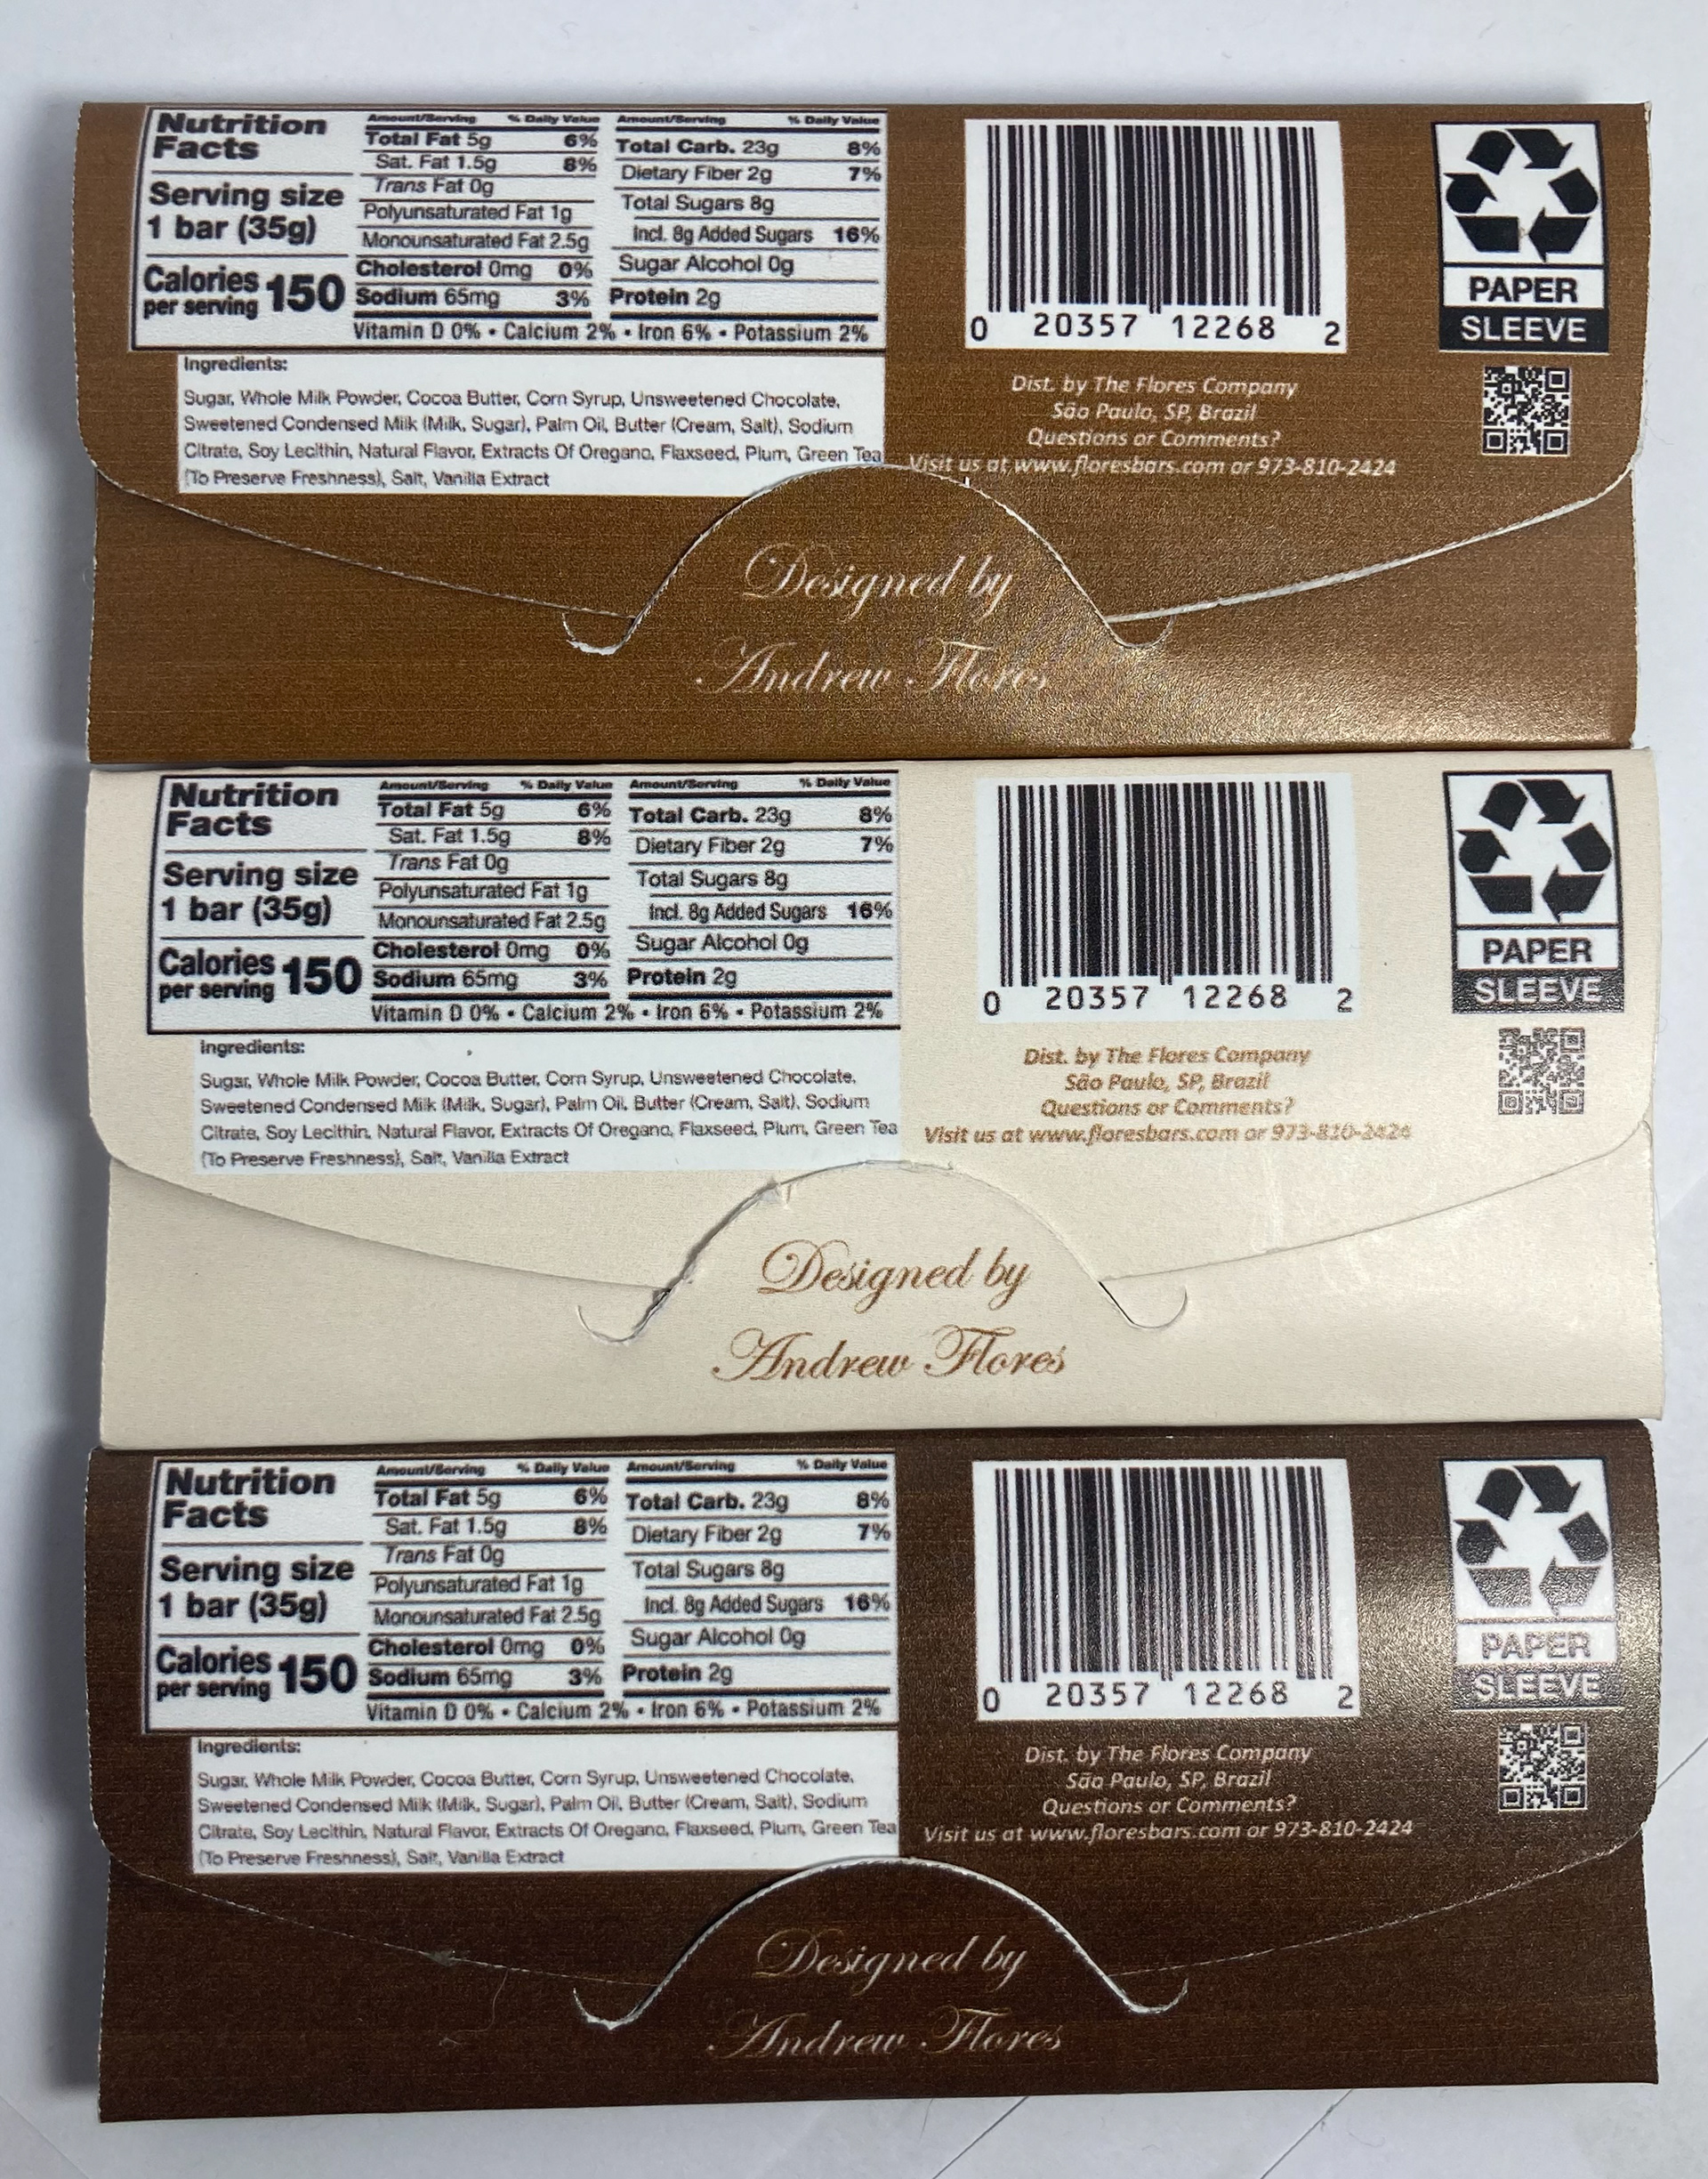 Nutrition
Facts
Serving size
1 bar (35g)
Calories
per serving 150
Amount/Serving % Daily Value
Total Fat 5g 6%
Sat. Fat 1.5g 8%
Trans Fat 0g
Polyunsaturated Fat 1g
Monounsaturated Fat 2.5g
Cholesterol 0mg 0%
Sodium 65mg 3%
Amount/Serving % Daily Value
Total Carb. 23g 8%
Dietary Fiber 2g 7%
Total Sugars 8g
Incl. 8g Added Sugars 16%
Sugar Alcohol 0g
Protein 2g
Vitamin D 0% • Calcium 2% • Iron 6% • Potassium 2%
Ingredients:
Sugar, Whole Milk Powder, Cocoa Butter, Corn Syrup, Unsweetened Chocolate,
Sweetened Condensed Milk (Milk, Sugar), Palm Oil, Butter (Cream, Salt), Sodium
Citrate, Soy Lecithin, Natural Flavor, Extracts Of Oregano, Flaxseed, Plum, Green Tea
(To Preserve Freshness), Salt, Vanilla Extract
0 20357 12268 2
Dist. by The Flores Company
São Paulo, SP, Brazil
Questions or Comments?
Visit us at www.floresbars.com or 973-810-2424
PAPER
SLEEVE
Designed by
Andrew Flores
Nutrition
Facts
Serving size
1 bar (35g)
Calories
per serving 150
Amount/Serving % Daily Value
Total Fat 5g 6%
Sat. Fat 1.5g 8%
Trans Fat 0g
Polyunsaturated Fat 1g
Monounsaturated Fat 2.5g
Cholesterol 0mg 0%
Sodium 65mg 3%
Amount/Serving % Daily Value
Total Carb. 23g 8%
Dietary Fiber 2g 7%
Total Sugars 8g
Incl. 8g Added Sugars 16%
Sugar Alcohol 0g
Protein 2g
Vitamin D 0% • Calcium 2% • Iron 6% • Potassium 2%
Ingredients:
Sugar, Whole Milk Powder, Cocoa Butter, Corn Syrup, Unsweetened Chocolate,
Sweetened Condensed Milk (Milk, Sugar), Palm Oil, Butter (Cream, Salt), Sodium
Citrate, Soy Lecithin, Natural Flavor, Extracts Of Oregano, Flaxseed, Plum, Green Tea
(To Preserve Freshness), Salt, Vanilla Extract
0 20357 12268 2
Dist. by The Flores Company
São Paulo, SP, Brazil
Questions or Comments?
Visit us at www.floresbars.com or 973-810-2424
PAPER
SLEEVE
Designed by
Andrew Flores
Nutrition
Facts
Serving size
1 bar (35g)
Calories
per serving 150
Amount/Serving % Daily Value
Total Fat 5g 6%
Sat. Fat 1.5g 8%
Trans Fat 0g
Polyunsaturated Fat 1g
Monounsaturated Fat 2.5g
Cholesterol 0mg 0%
Sodium 65mg 3%
Amount/Serving % Daily Value
Total Carb. 23g 8%
Dietary Fiber 2g 7%
Total Sugars 8g
Incl. 8g Added Sugars 16%
Sugar Alcohol 0g
Protein 2g
Vitamin D 0% • Calcium 2% • Iron 6% • Potassium 2%
Ingredients:
Sugar, Whole Milk Powder, Cocoa Butter, Corn Syrup, Unsweetened Chocolate,
Sweetened Condensed Milk (Milk, Sugar), Palm Oil, Butter (Cream, Salt), Sodium
Citrate, Soy Lecithin, Natural Flavor, Extracts Of Oregano, Flaxseed, Plum, Green Tea
(To Preserve Freshness), Salt, Vanilla Extract
0 20357 12268 2
Dist. by The Flores Company
São Paulo, SP, Brazil
Questions or Comments?
Visit us at www.floresbars.com or 973-810-2424
PAPER
SLEEVE
Designed by
Andrew Flores